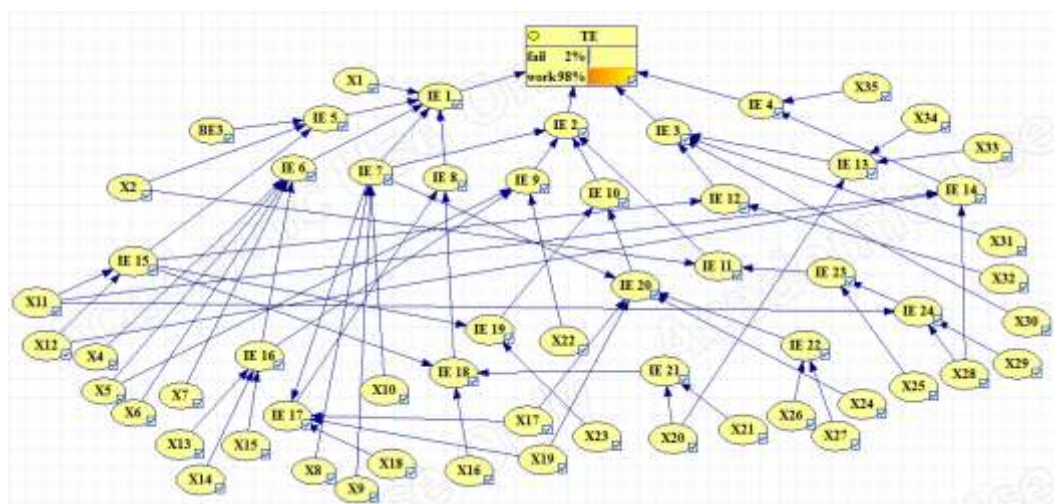 TE
fail 2%
work 98%
X1
IE 1
IE 4
X35
BE3
IE 5
IE 2
IE 3
X34
X33
X2
IE 6
IE 7
IE 8
IE 9
IE 10
IE 12
IE 13
IE 14
X31
IE 15
IE 11
IE 23
X32
X11
IE 20
IE 24
X30
X12
X4
IE 16
IE 19
X22
IE 22
X29
X5
X7
X10
IE 18
IE 21
X25
X28
X6
IE 17
X17
X26
X24
X13
X15
X23
X20
X21
X27
X14
X8
X18
X16
X19
X9